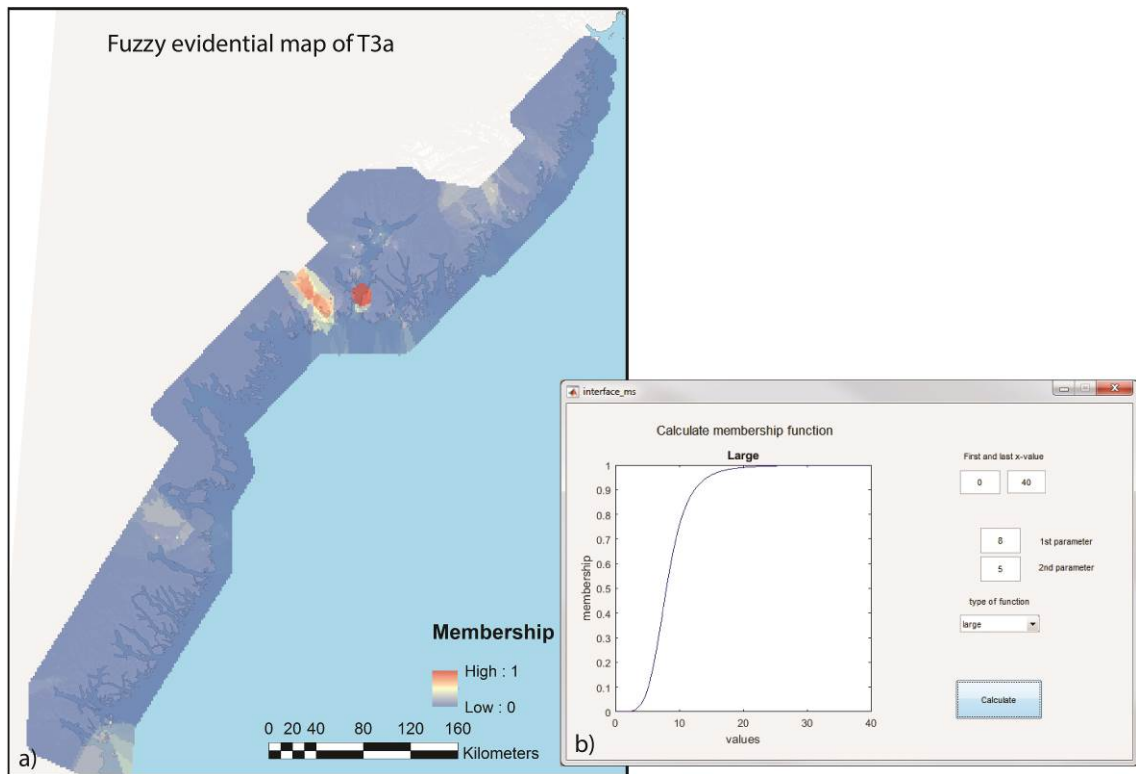 Fuzzy evidential map of T3a
Membership
High : 1
Low : 0
0 20 40 80 120 160
Kilometers
a)
interface_ms
Calculate membership function
Large
1
0.9
0.8
0.7
0.6
0.5
0.4
0.3
0.2
0.1
0
membership
0 10 20 30 40
values
First and last x-value
0 40
8 1st parameter
5 2nd parameter
type of function
large
Calculate
b)